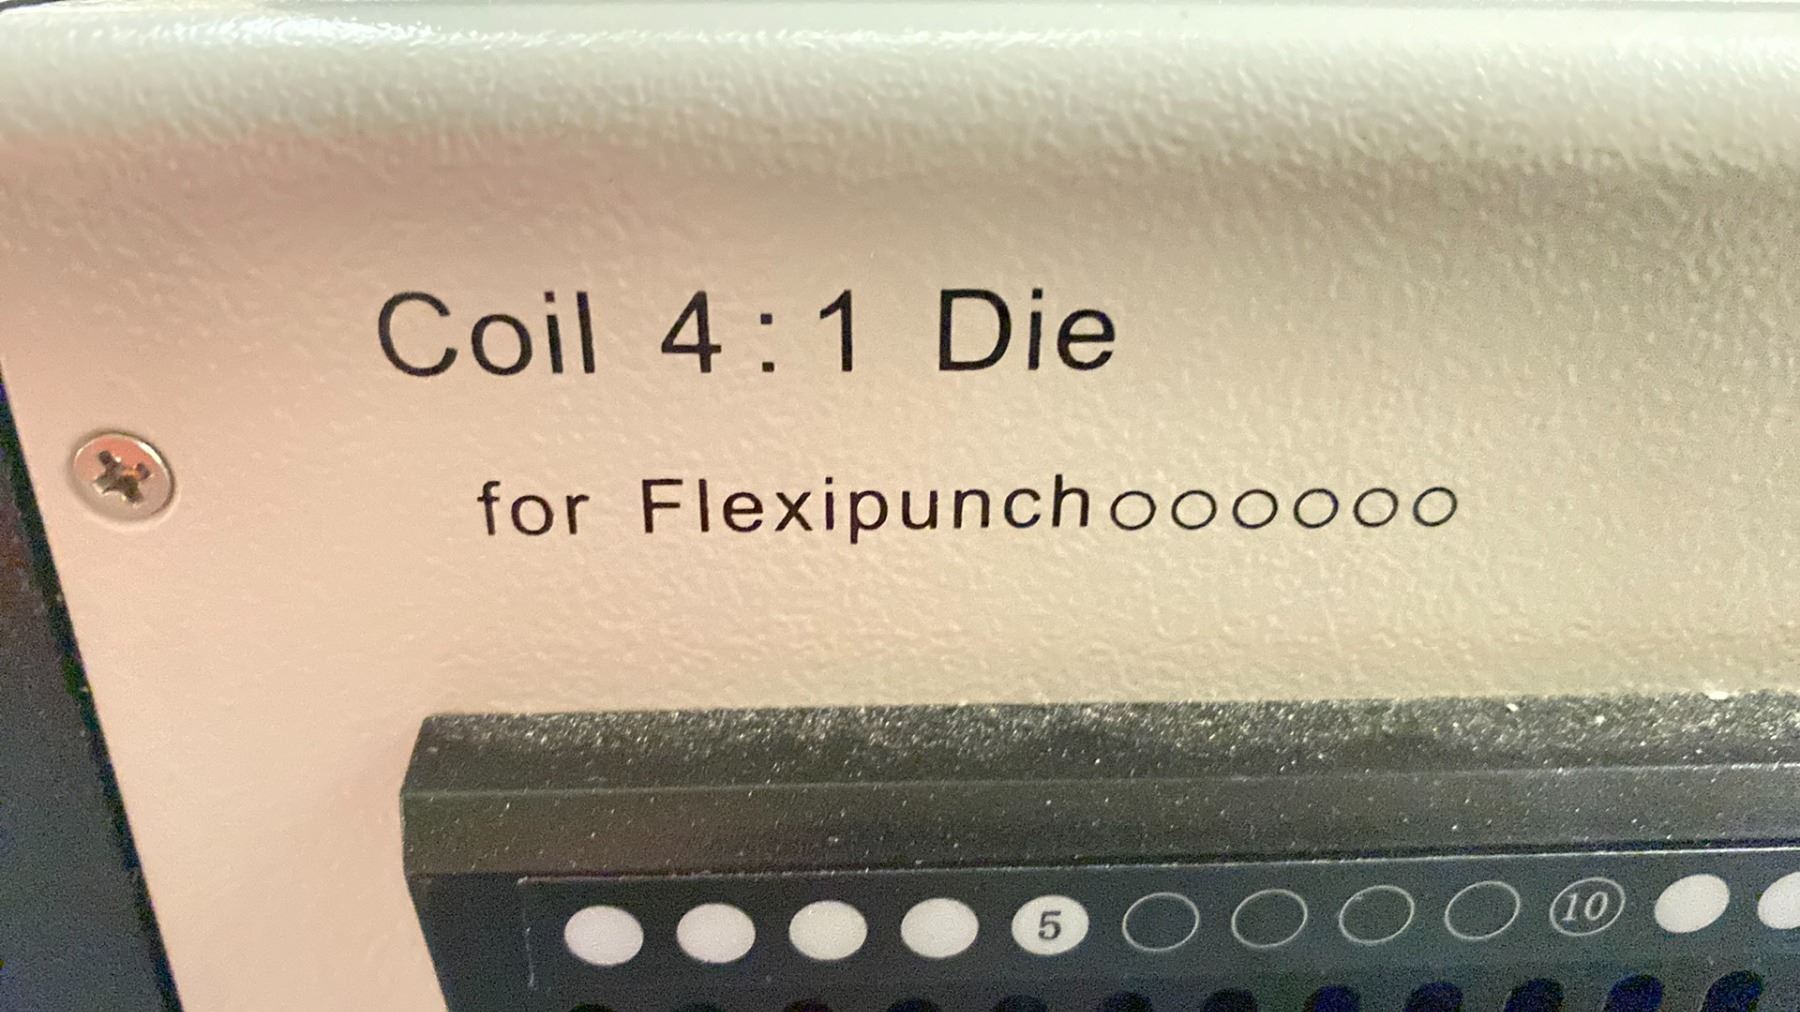 Coil 4:1 Die
for Flexipunch○○○○○○
5 10